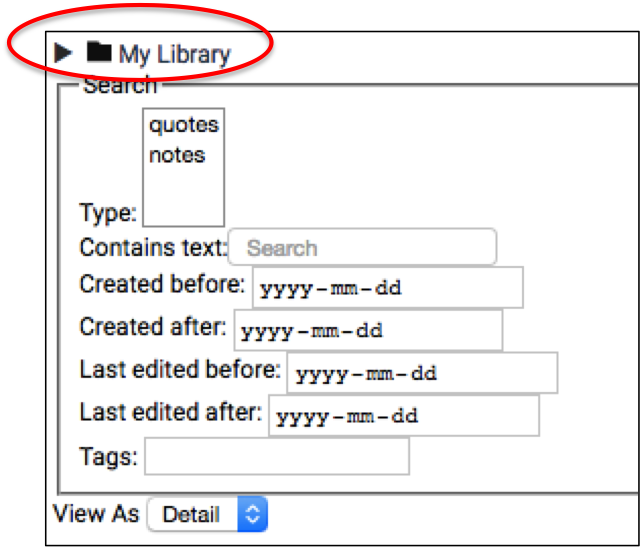 My Library
Search
quotes
notes
Type:
Contains text: Search
Created before: yyyy-mm-dd
Created after: yyyy-mm-dd
Last edited before: yyyy-mm-dd
Last edited after: yyyy-mm-dd
Tags:
View As Detail